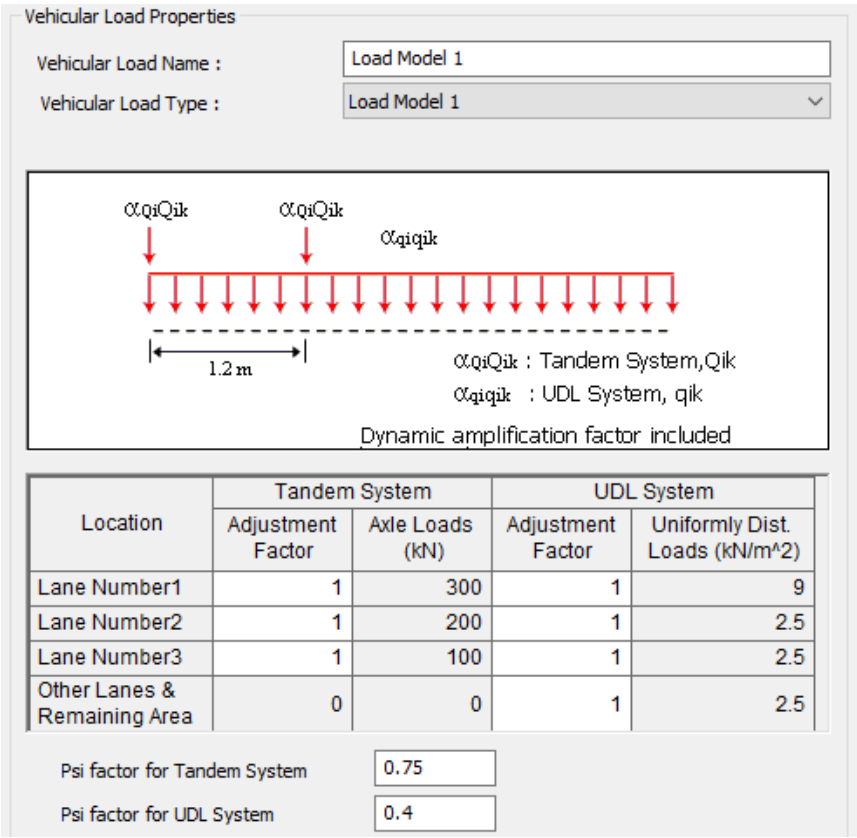 Vehicular Load Properties
Vehicular Load Name : Load Model 1
Vehicular Load Type : Load Model 1
αQiQik αQiQik
αqiqik
1.2 m
αQiQik : Tandem System,Qik
αqiqik : UDL System, qik
Dynamic amplification factor included
Location Tandem System UDL System
Adjustment Factor Axle Loads (kN) Adjustment Factor Uniformly Dist. Loads (kN/m^2)
Lane Number1 1 300 1 9
Lane Number2 1 200 1 2.5
Lane Number3 1 100 1 2.5
Other Lanes & Remaining Area 0 0 1 2.5
Psi factor for Tandem System 0.75
Psi factor for UDL System 0.4